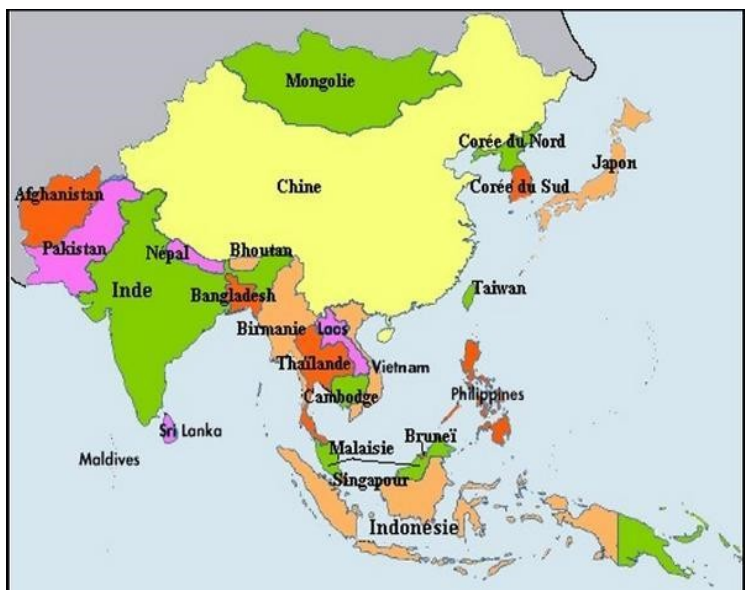 Mongolie
Corée du Nord
Japon
Chine
Corée du Sud
Afghanistan
Pakistan
Népal
Bhoutan
Inde
Bangladesh
Taiwan
Birmanie
Laos
Thaïlande
Vietnam
Cambodge
Philippines
Sri Lanka
Bruneï
Malaisie
Maldives
Singapour
Indonésie